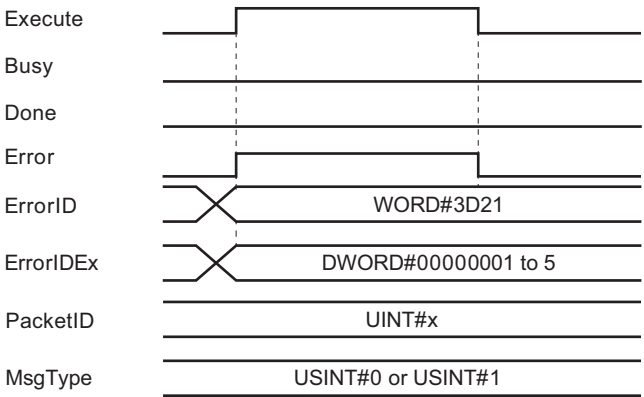 Execute
Busy
Done
Error
ErrorID WORD#3D21
ErrorIDEx DWORD#00000001 to 5
PacketID UINT#x
MsgType USINT#0 or USINT#1